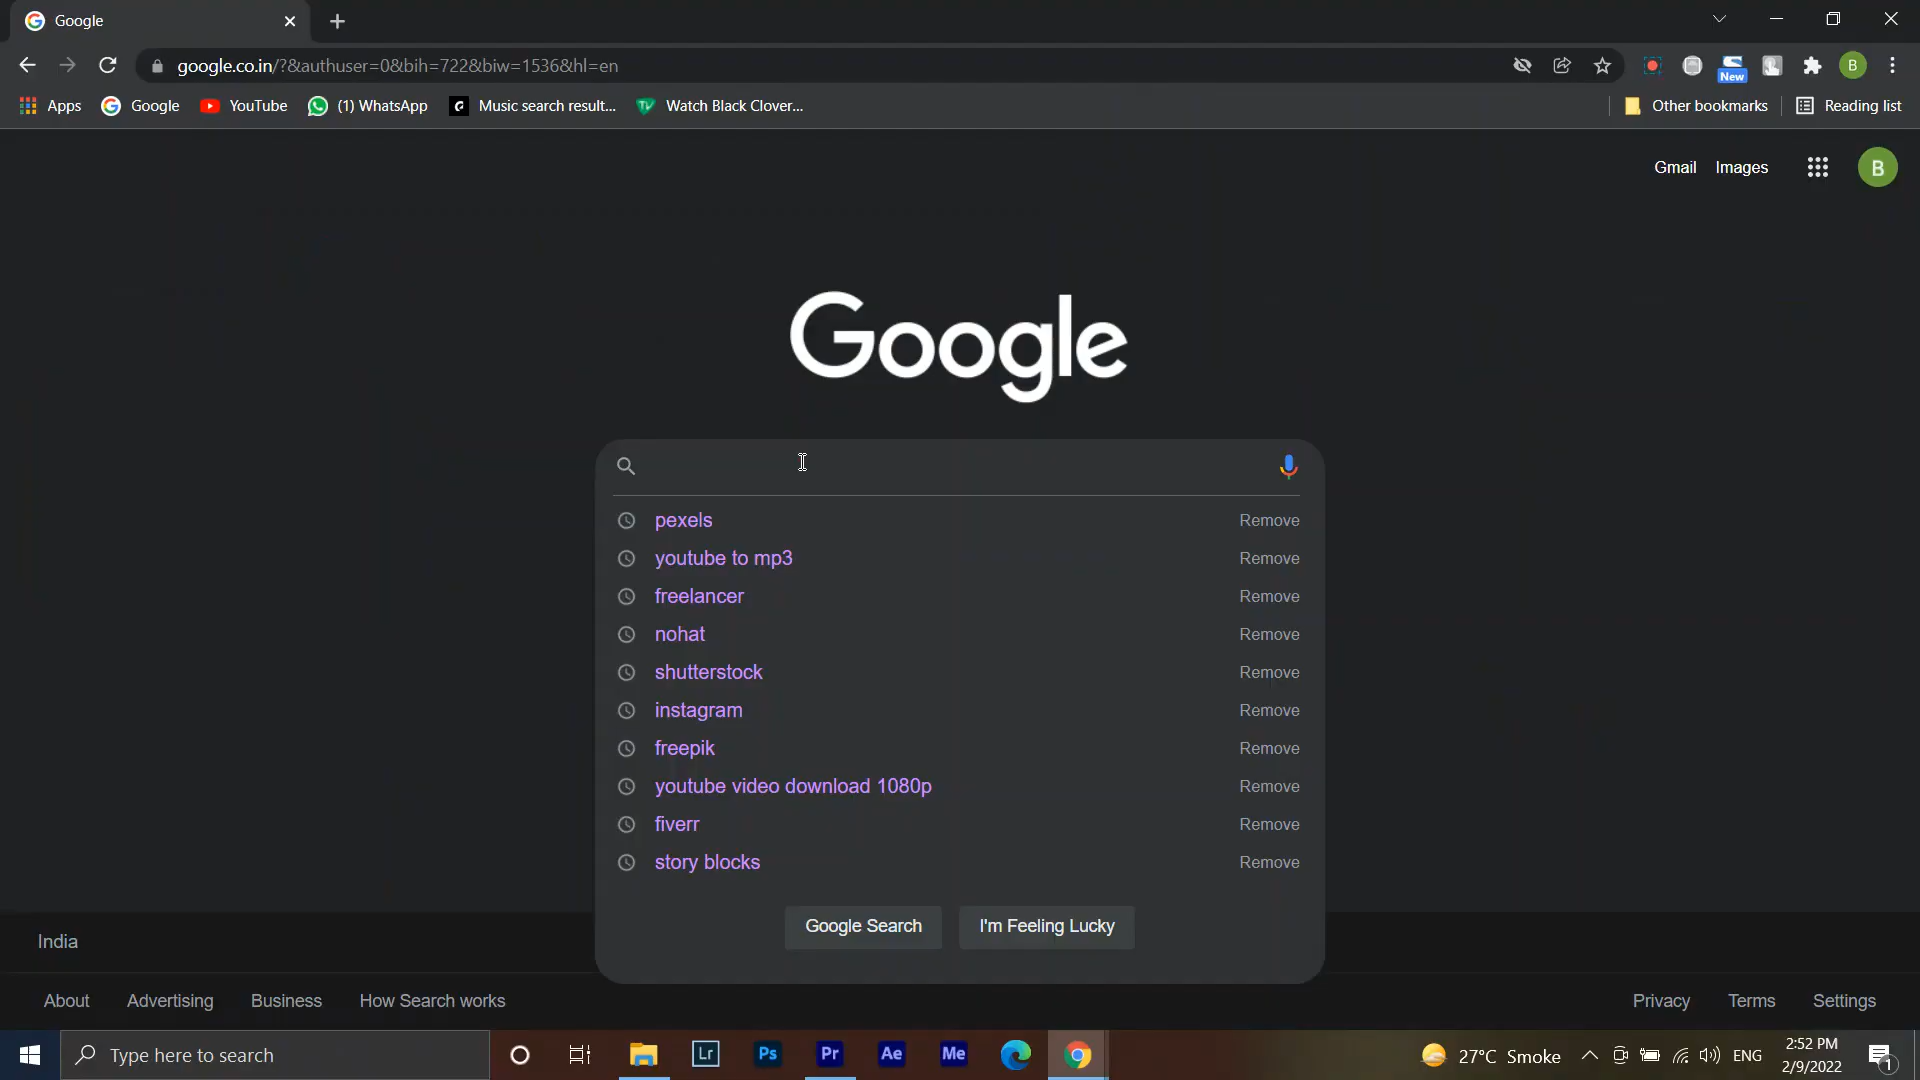 Google
google.co.in/?&authuser=0&bih=722&biw=1536&hl=en
New
B
Apps
Google
YouTube
(1) WhatsApp
Music search result...
Watch Black Clover...
Other bookmarks
Reading list
Gmail
Images
B
Google
pexels Remove
youtube to mp3 Remove
freelancer Remove
nohat Remove
shutterstock Remove
instagram Remove
freepik Remove
youtube video download 1080p Remove
fiverr Remove
story blocks Remove
Google Search
I'm Feeling Lucky
India
About
Advertising
Business
How Search works
Privacy
Terms
Settings
Type here to search
Lr
Ps
Pr
Ae
Me
27°C Smoke
ENG
2:52 PM
2/9/2022
1